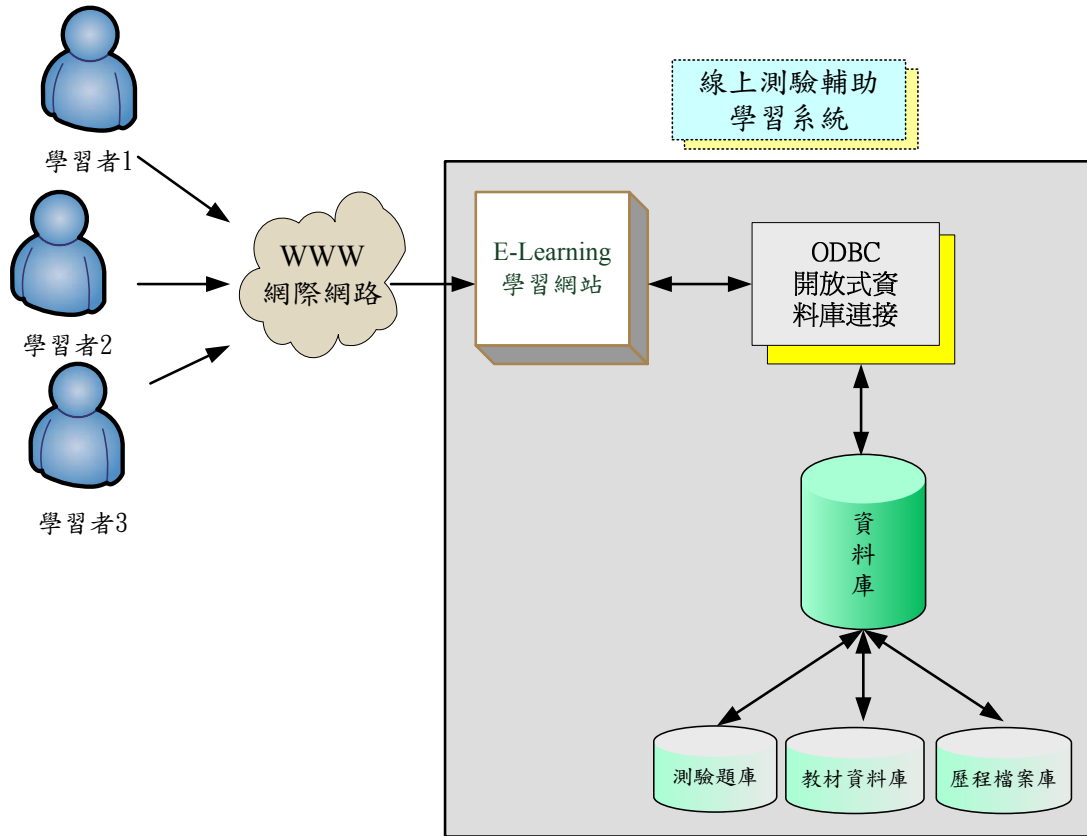 線上測驗輔助
學習系統
學習者1
學習者2
學習者3
WWW
網際網路
E-Learning
學習網站
ODBC
開放式資
料庫連接
資
料
庫
測驗題庫
教材資料庫
歷程檔案庫